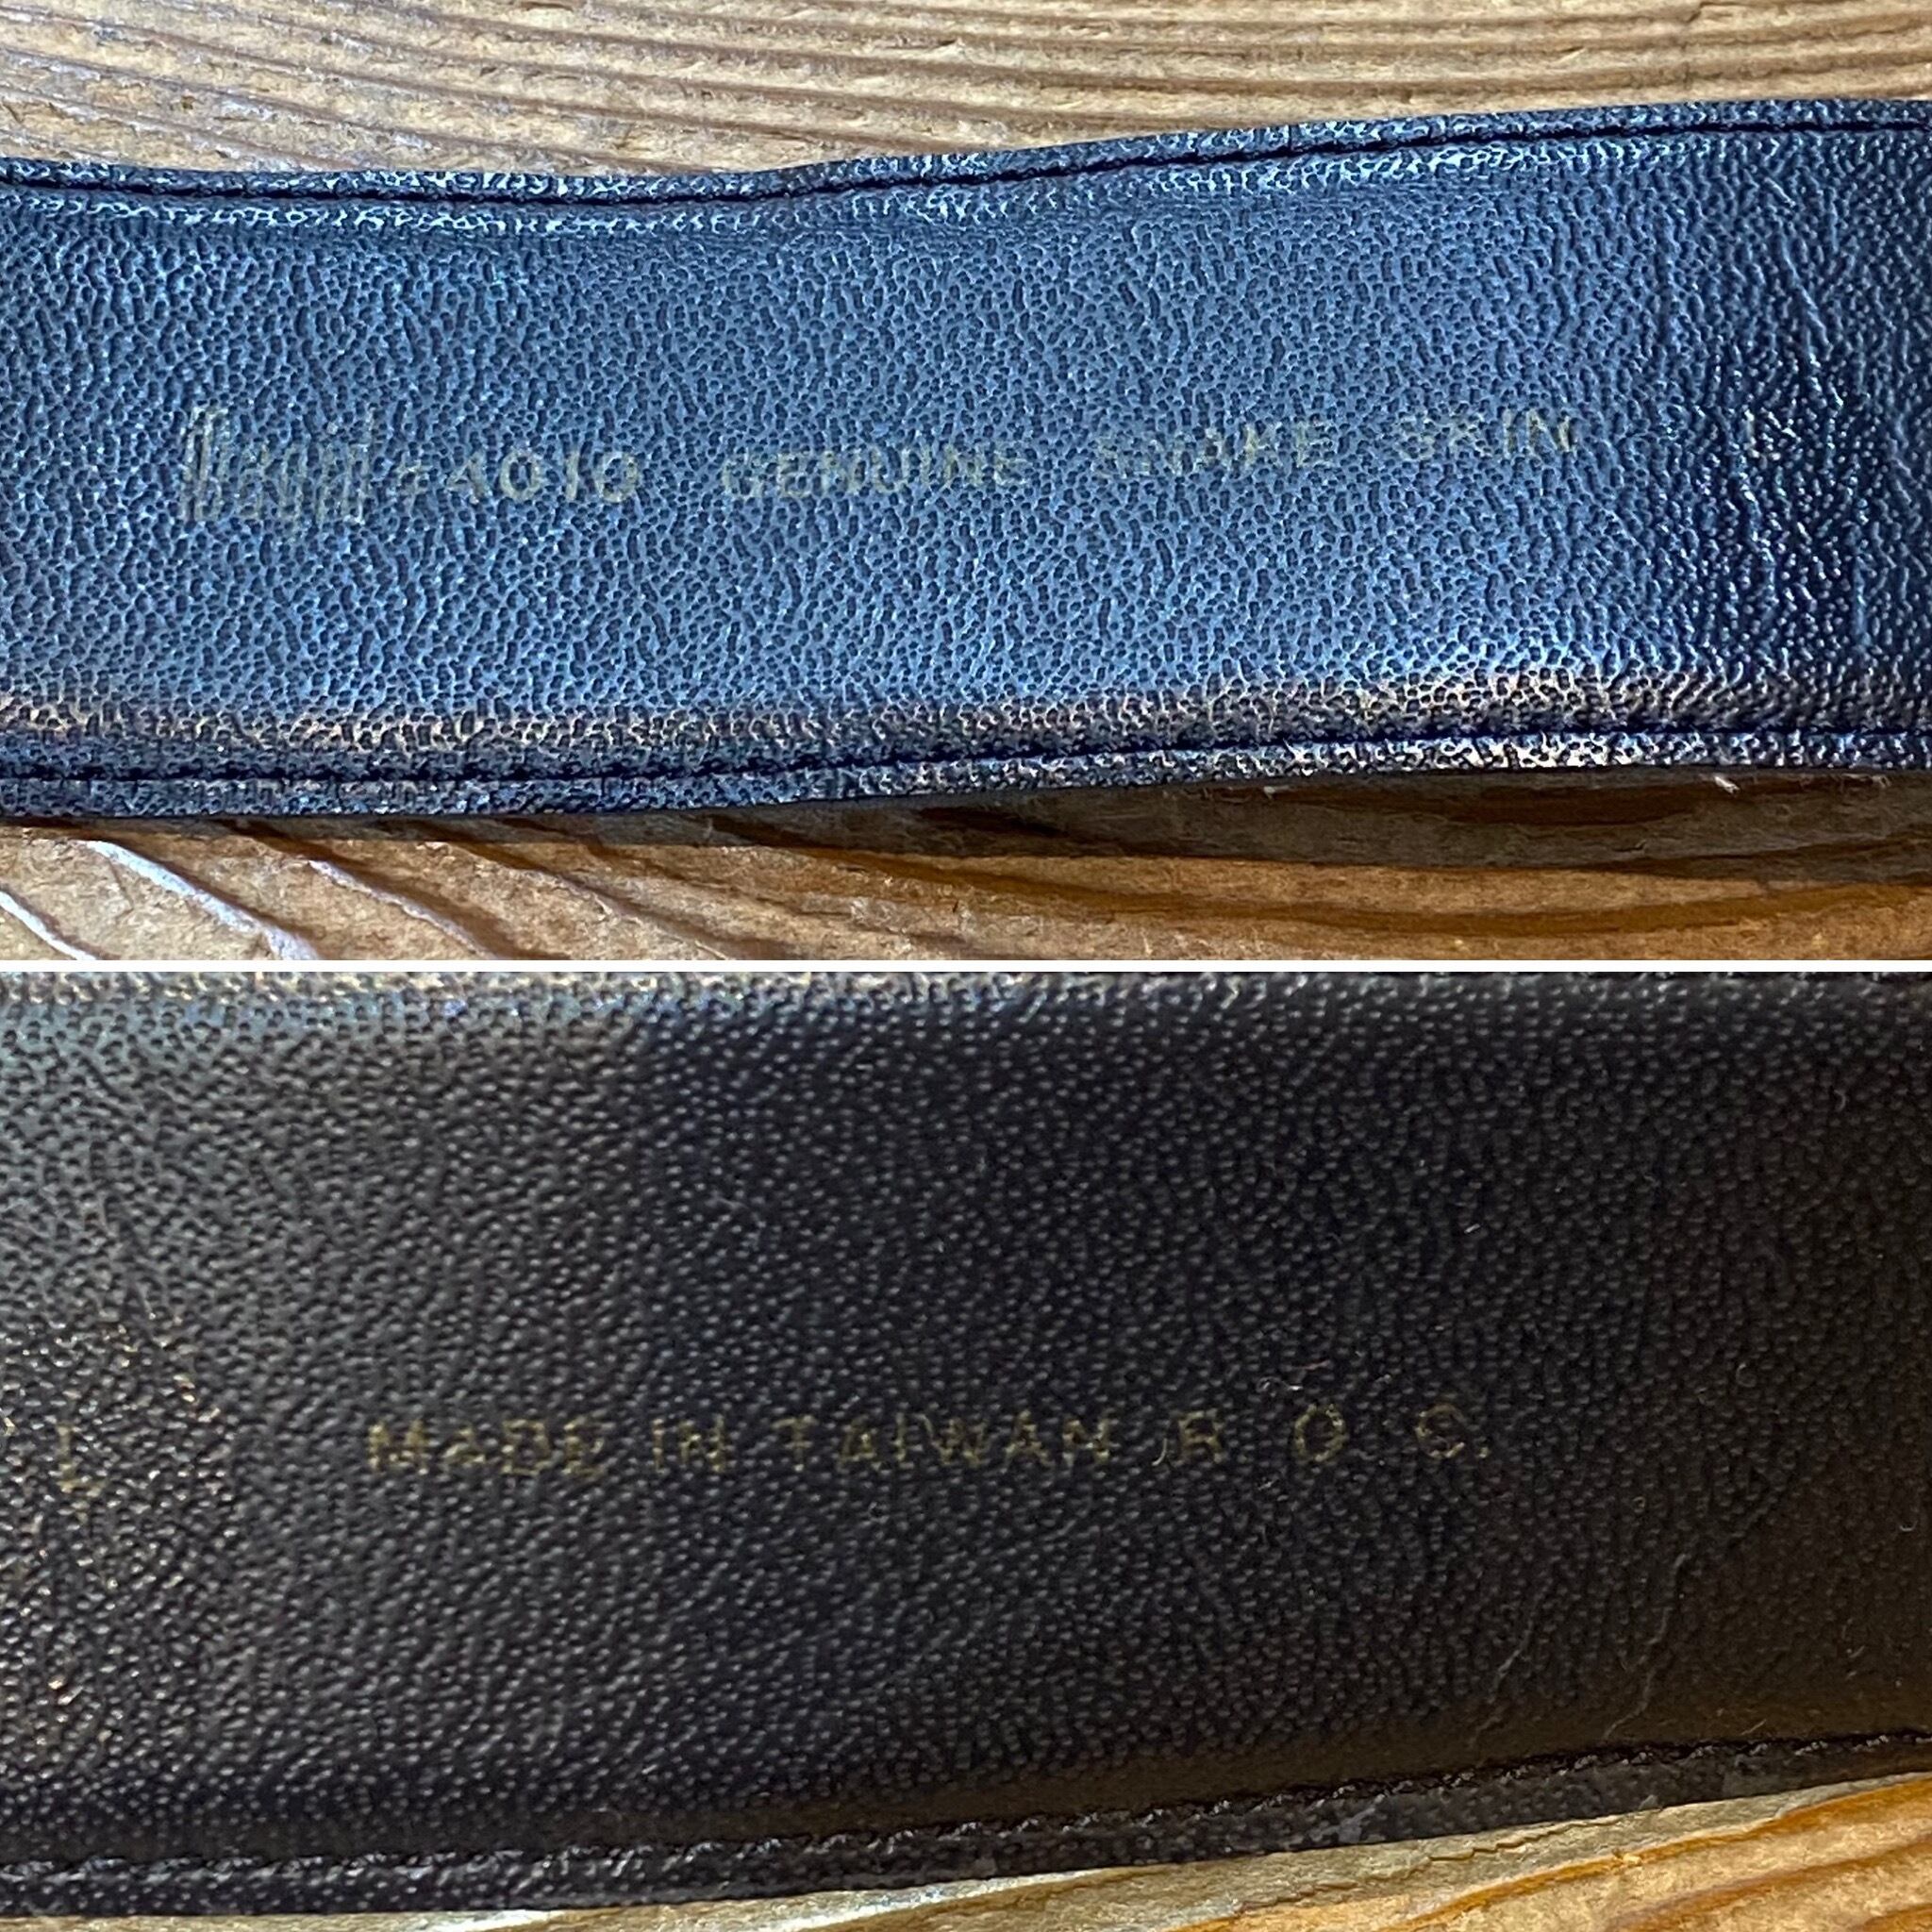 #4010 GENUINE SNAKE SKIN L
L MADE IN TAIWAN R. O. C.